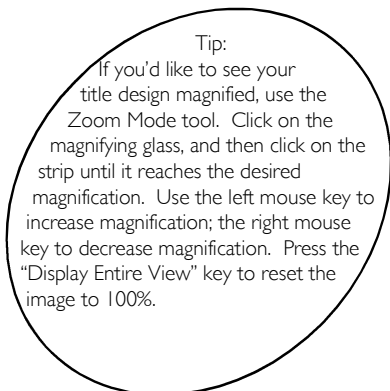 Tip:
If you’d like to see your
title design magnified, use the
Zoom Mode tool.  Click on the
magnifying glass, and then click on the
strip until it reaches the desired
magnification.  Use the left mouse key to
increase magnification; the right mouse
key to decrease magnification.  Press the
“Display Entire View” key to reset the
image to 100%.